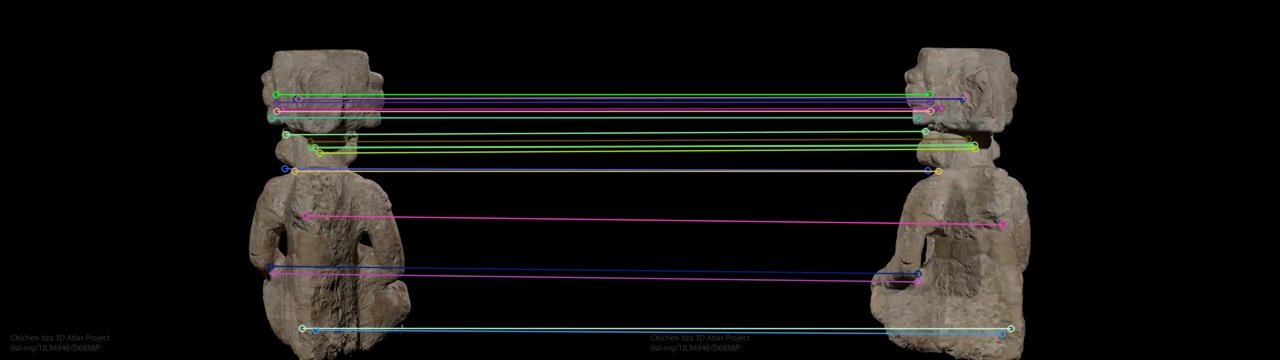 Chichen Itza 3D Atlas Project
doi.org/10.34946/D6B88P
Chichen Itza 3D Atlas Project
doi.org/10.34946/D6B88P